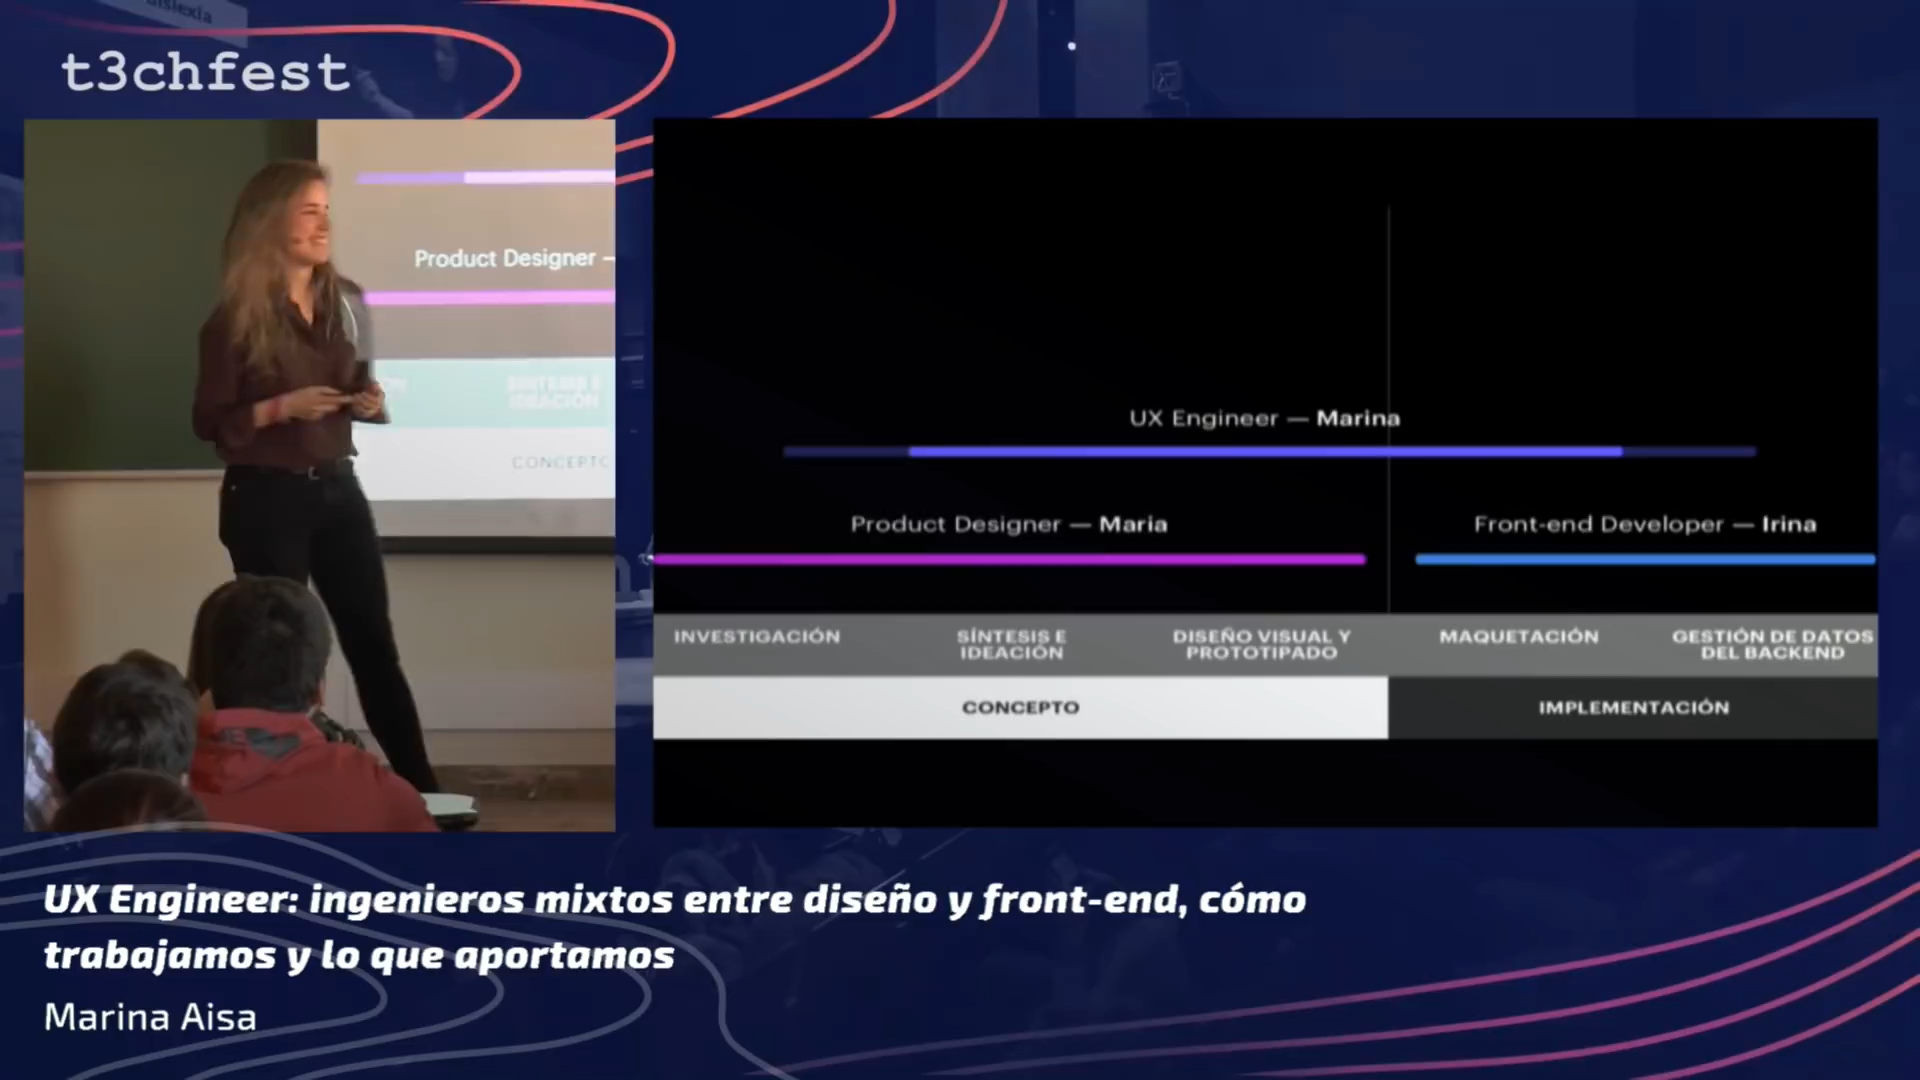 t3chfest
Product Designer —
SÍNTESIS E
IDEACIÓN
CONCEPTO
UX Engineer — Marina
Product Designer — Maria
Front-end Developer — Irina
INVESTIGACIÓN
SÍNTESIS E
IDEACIÓN
DISEÑO VISUAL Y
PROTOTIPADO
MAQUETACIÓN
GESTIÓN DE DATOS
DEL BACKEND
CONCEPTO
IMPLEMENTACIÓN
UX Engineer: ingenieros mixtos entre diseño y front-end, cómo
trabajamos y lo que aportamos
Marina Aisa